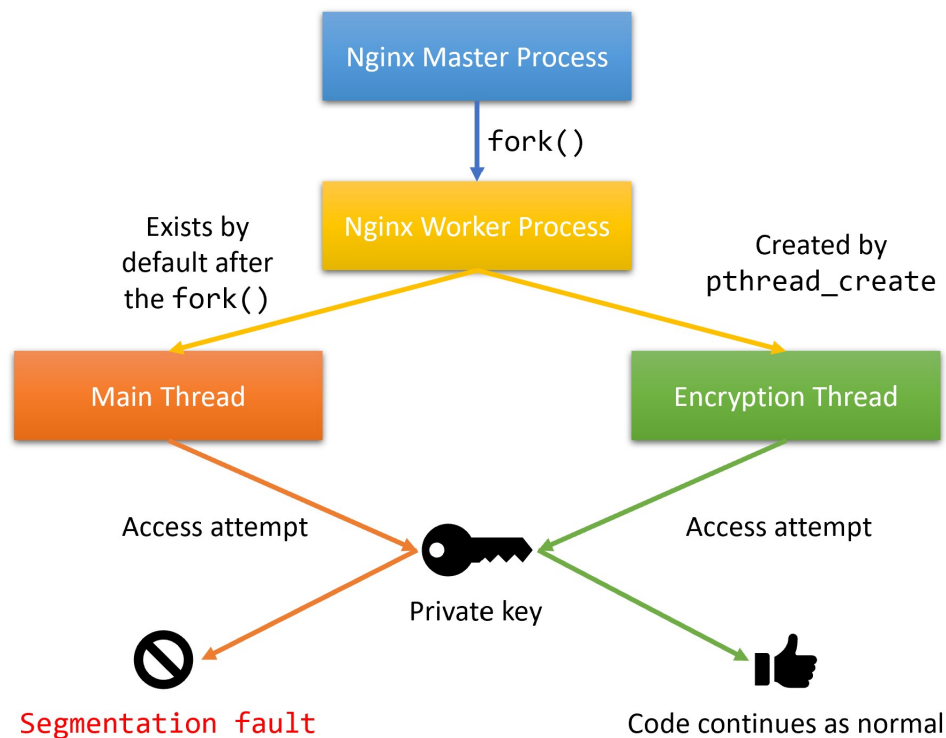 Nginx Master Process
fork()
Nginx Worker Process
Exists by
default after
the fork()
Created by
pthread_create
Main Thread
Encryption Thread
Access attempt
Access attempt
Private key
Segmentation fault
Code continues as normal